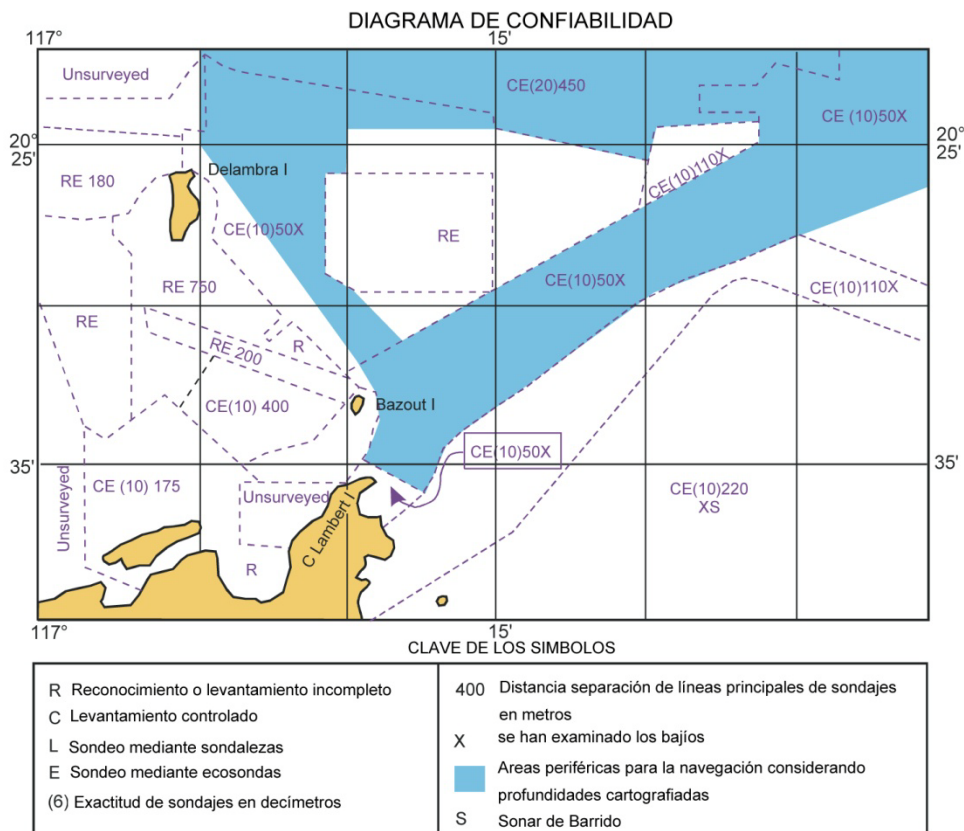 DIAGRAMA DE CONFIABILIDAD
117° 15'
Unsurveyed
CE(20)450
CE (10)50X
20° 25'
20° 25'
Delambra I
CE(10)110X
RE 180
CE(10)50X
RE
CE(10)50X
RE 750
CE(10)110X
RE
RE 200
R
CE(10) 400
Bazout I
CE(10)50X
35'
35'
CE (10) 175
Unsurveyed
Unsurveyed
C Lambert I
CE(10)220
XS
R
117° 15'
CLAVE DE LOS SIMBOLOS
R Reconocimiento o levantamiento incompleto
C Levantamiento controlado
L Sondeo mediante sondalezas
E Sondeo mediante ecosondas
(6) Exactitud de sondajes en decímetros
400 Distancia separación de líneas principales de sondajes
en metros
X se han examinado los bajíos
Areas periféricas para la navegación considerando
profundidades cartografiadas
S Sonar de Barrido